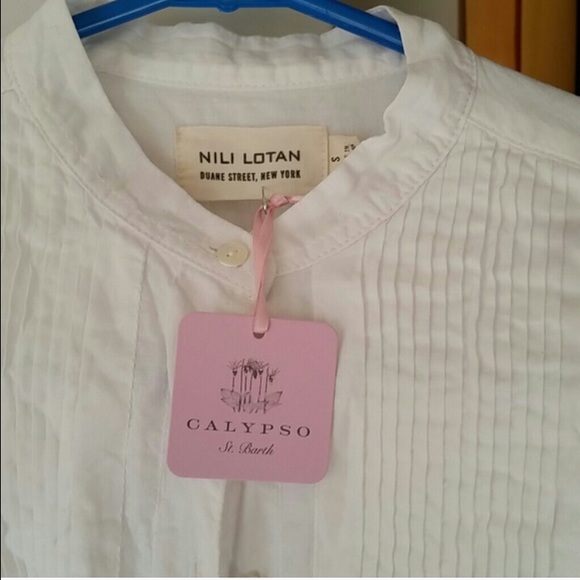 NILI LOTAN
DUANE STREET, NEW YORK
S
CALYPSO
St. Barth